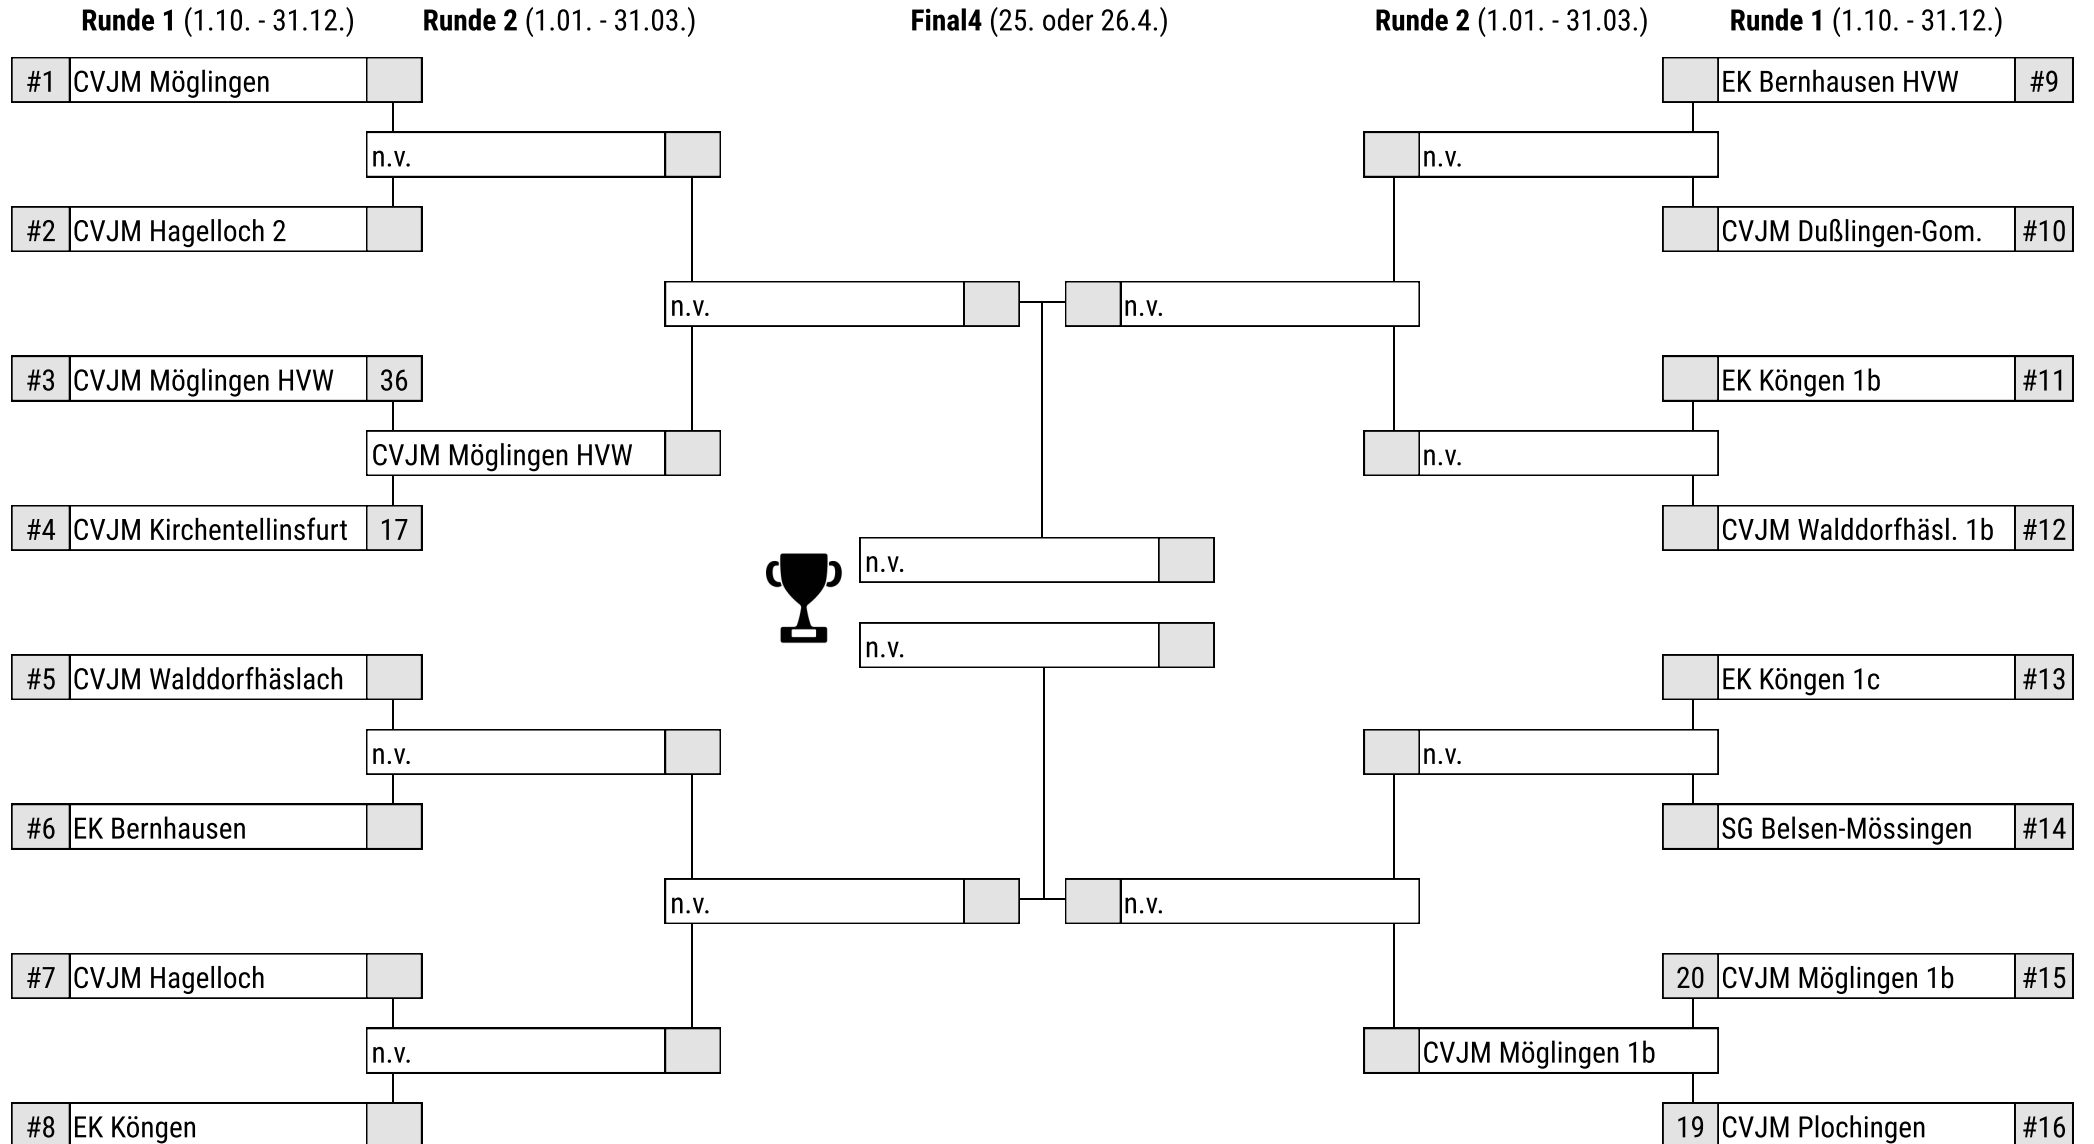 Runde 1 (1.10. - 31.12.) Runde 2 (1.01. - 31.03.) Final4 (25. oder 26.4.) Runde 2 (1.01. - 31.03.) Runde 1 (1.10. - 31.12.)
#1 CVJM Möglingen EK Bernhausen HVW #9
n.v. n.v.
#2 CVJM Hagelloch 2 CVJM Dußlingen-Gom. #10
n.v. n.v.
#3 CVJM Möglingen HVW 36 EK Köngen 1b #11
CVJM Möglingen HVW n.v.
#4 CVJM Kirchentellinsfurt 17 CVJM Walddorfhäsl. 1b #12
n.v.
n.v.
#5 CVJM Walddorfhäslach EK Köngen 1c #13
n.v. n.v.
#6 EK Bernhausen SG Belsen-Mössingen #14
n.v. n.v.
#7 CVJM Hagelloch 20 CVJM Möglingen 1b #15
n.v. CVJM Möglingen 1b
#8 EK Köngen 19 CVJM Plochingen #16